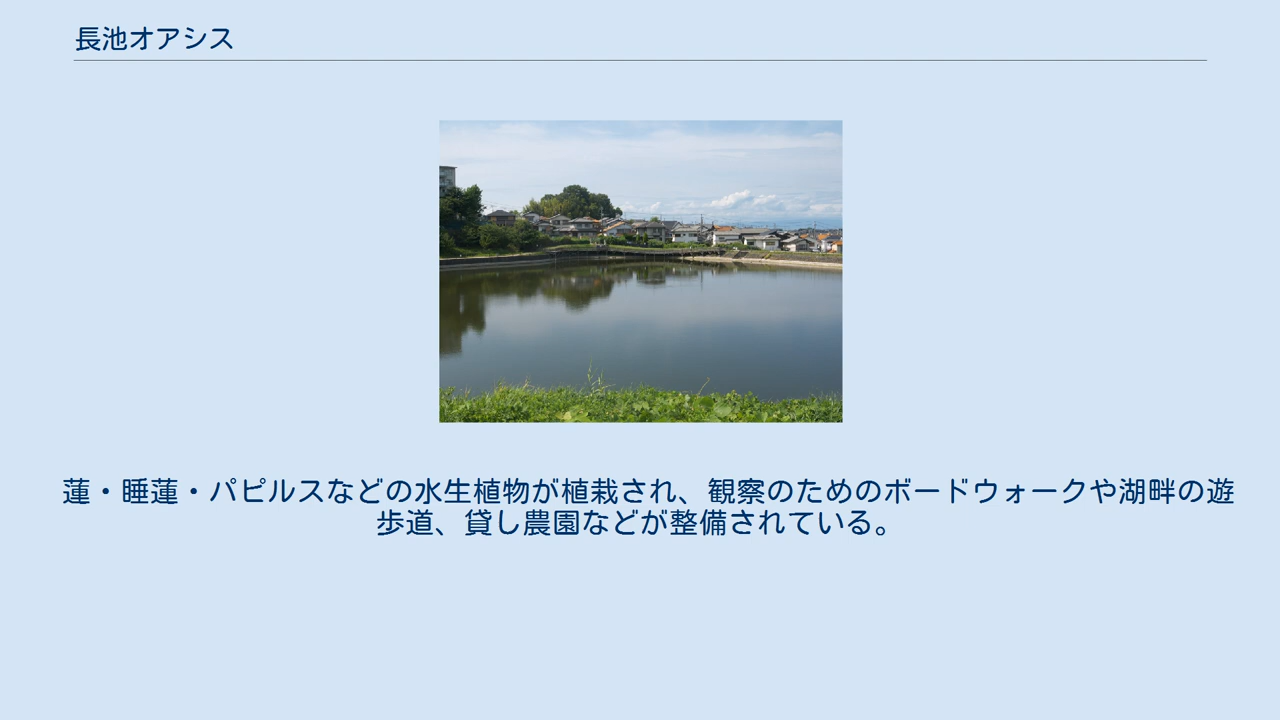 長池オアシス
蓮・睡蓮・パピルスなどの水生植物が植栽され、観察のためのボードウォークや湖畔の遊
歩道、貸し農園などが整備されている。